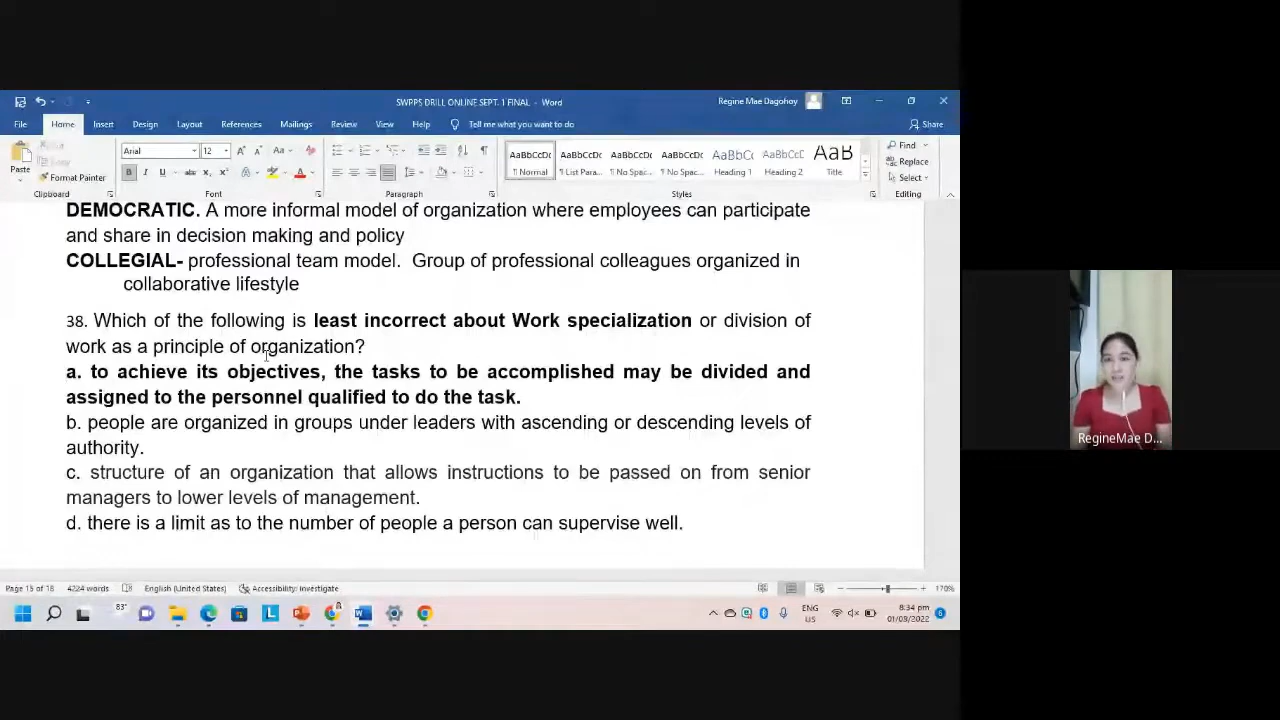 SWPPS DRILL ONLINE SEPT. 1 FINAL - Word
Regine Mae Dagohoy
File Home Insert Design Layout References Mailings Review View Help Tell me what you want to do
Share
Paste
Cut
Copy
Format Painter
Clipboard
Arial 12
Font
Paragraph
AaBbCcDc AaBbCcDc AaBbCcDc AaBbCcDc AaBbCcD AaBbCcDd AaB
¶ Normal ¶ List Para... ¶ No Spac... ¶ No Spac... Heading 1 Heading 2 Title
Styles
Find
Replace
Select
Editing
DEMOCRATIC. A more informal model of organization where employees can participate
and share in decision making and policy
COLLEGIAL- professional team model. Group of professional colleagues organized in
collaborative lifestyle
38. Which of the following is least incorrect about Work specialization or division of
work as a principle of organization?
a. to achieve its objectives, the tasks to be accomplished may be divided and
assigned to the personnel qualified to do the task.
b. people are organized in groups under leaders with ascending or descending levels of
authority.
c. structure of an organization that allows instructions to be passed on from senior
managers to lower levels of management.
d. there is a limit as to the number of people a person can supervise well.
Page 15 of 18 4224 words English (United States) Accessibility: Investigate
170%
83°
ENG
US
8:34 pm
01/09/2022
6
RegineMae D...